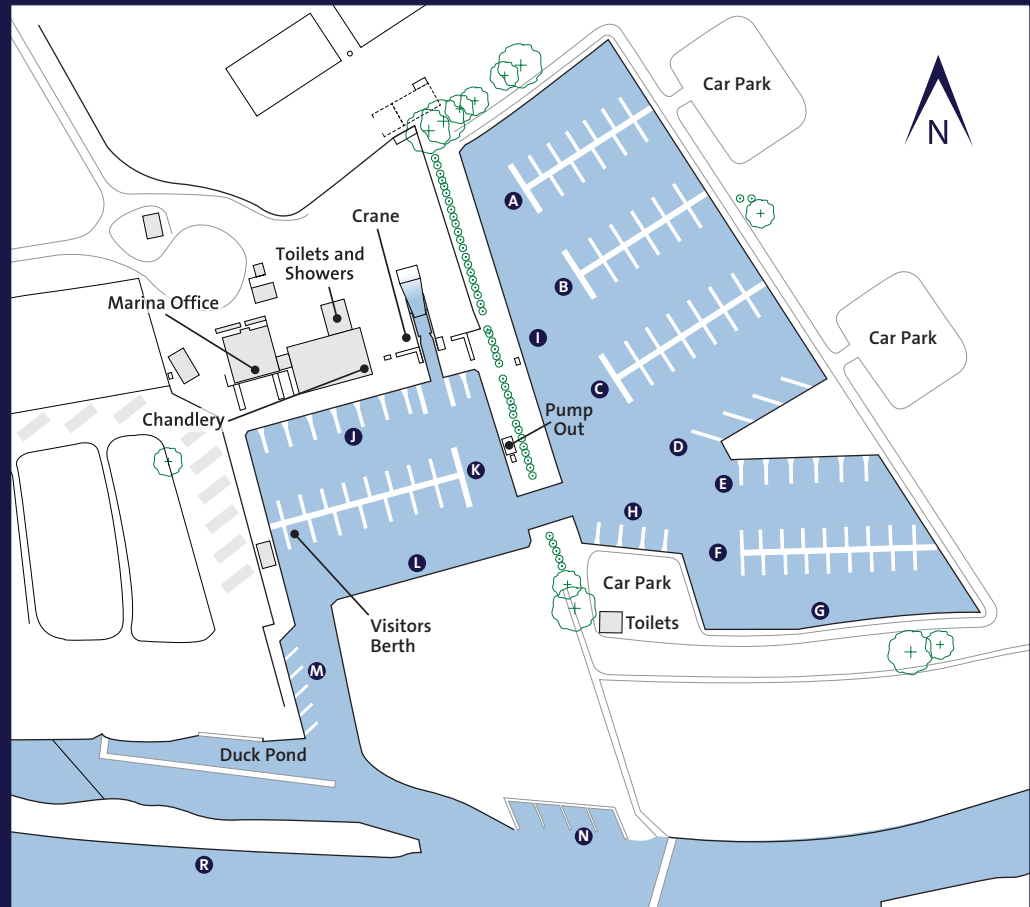 Car Park
N
A
Crane
Toilets and
Showers
B
Marina Office
I
Car Park
C
Chandlery
Pump
Out
J
D
K
E
H
F
L
Car Park
G
Toilets
Visitors
Berth
M
Duck Pond
N
R